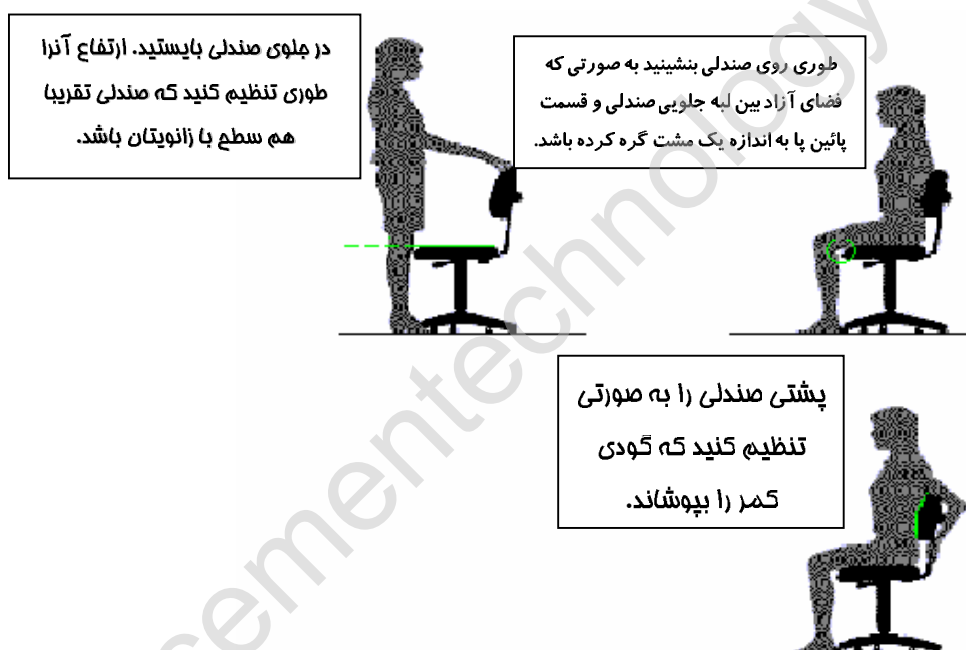 در جلوی صندلی بایستید. ارتفاع آنرا
طوری تنظیم کنید که صندلی تقریبا
هم سطح با زانویتان باشد.
طوری روی صندلی بنشینید به صورتی که
فضای آزاد بین لبه جلویی صندلی و قسمت
پائین پا به اندازه یک مشت گره کرده باشد.
پشتی صندلی را به صورتی
تنظیم کنید که گودی
کمر را بپوشاند.
sementechnology